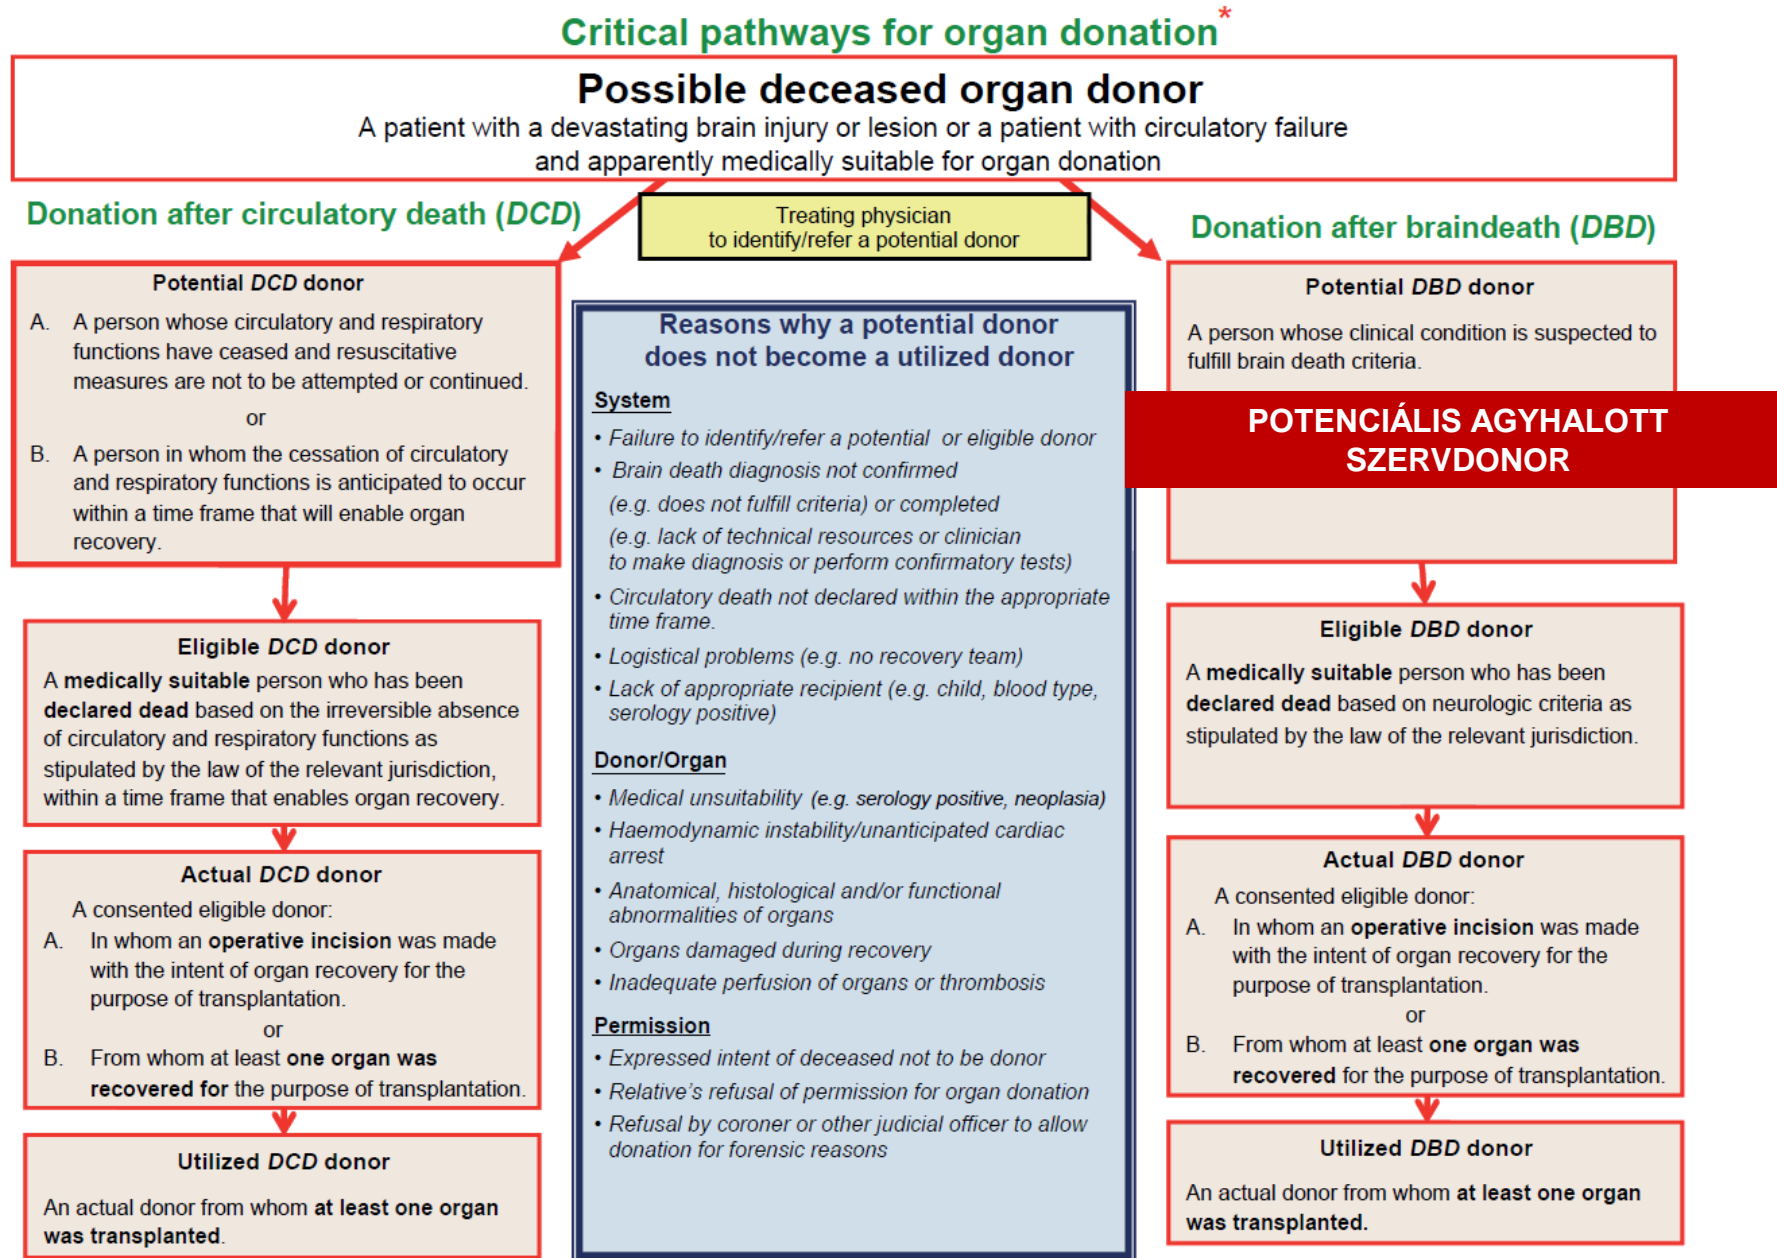 Critical pathways for organ donation*
Possible deceased organ donor
A patient with a devastating brain injury or lesion or a patient with circulatory failure
and apparently medically suitable for organ donation
Donation after circulatory death (DCD)
Treating physician
to identify/refer a potential donor
Donation after braindeath (DBD)
Potential DCD donor
A. A person whose circulatory and respiratory
functions have ceased and resuscitative
measures are not to be attempted or continued.
or
B. A person in whom the cessation of circulatory
and respiratory functions is anticipated to occur
within a time frame that will enable organ
recovery.
Eligible DCD donor
A medically suitable person who has been
declared dead based on the irreversible absence
of circulatory and respiratory functions as
stipulated by the law of the relevant jurisdiction,
within a time frame that enables organ recovery.
Actual DCD donor
A consented eligible donor:
A. In whom an operative incision was made
with the intent of organ recovery for the
purpose of transplantation.
or
B. From whom at least one organ was
recovered for the purpose of transplantation.
Utilized DCD donor
An actual donor from whom at least one organ
was transplanted.
Reasons why a potential donor
does not become a utilized donor
System
• Failure to identify/refer a potential or eligible donor
• Brain death diagnosis not confirmed
(e.g. does not fulfill criteria) or completed
(e.g. lack of technical resources or clinician
to make diagnosis or perform confirmatory tests)
• Circulatory death not declared within the appropriate
time frame.
• Logistical problems (e.g. no recovery team)
• Lack of appropriate recipient (e.g. child, blood type,
serology positive)
Donor/Organ
• Medical unsuitability (e.g. serology positive, neoplasia)
• Haemodynamic instability/unanticipated cardiac
arrest
• Anatomical, histological and/or functional
abnormalities of organs
• Organs damaged during recovery
• Inadequate perfusion of organs or thrombosis
Permission
• Expressed intent of deceased not to be donor
• Relative's refusal of permission for organ donation
• Refusal by coroner or other judicial officer to allow
donation for forensic reasons
Potential DBD donor
A person whose clinical condition is suspected to
fulfill brain death criteria.
POTENCIÁLIS AGYHALOTT
SZERVDONOR
Eligible DBD donor
A medically suitable person who has been
declared dead based on neurologic criteria as
stipulated by the law of the relevant jurisdiction.
Actual DBD donor
A consented eligible donor:
A. In whom an operative incision was made
with the intent of organ recovery for the
purpose of transplantation.
or
B. From whom at least one organ was
recovered for the purpose of transplantation.
Utilized DBD donor
An actual donor from whom at least one organ
was transplanted.